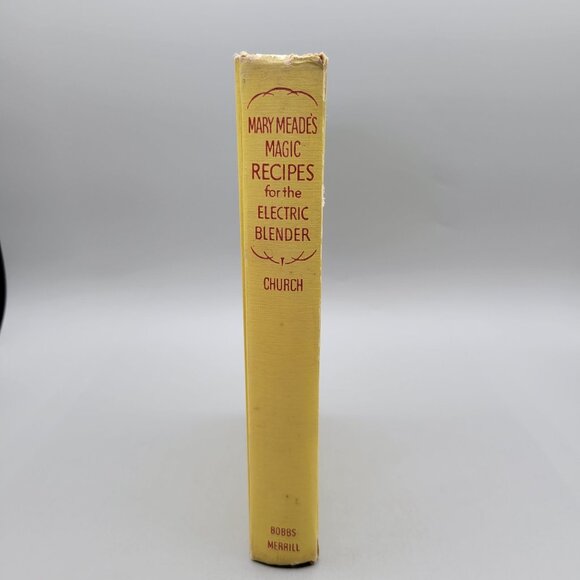 MARY MEADE'S
MAGIC
RECIPES
for the
ELECTRIC
BLENDER
CHURCH
BOBBS
MERRILL